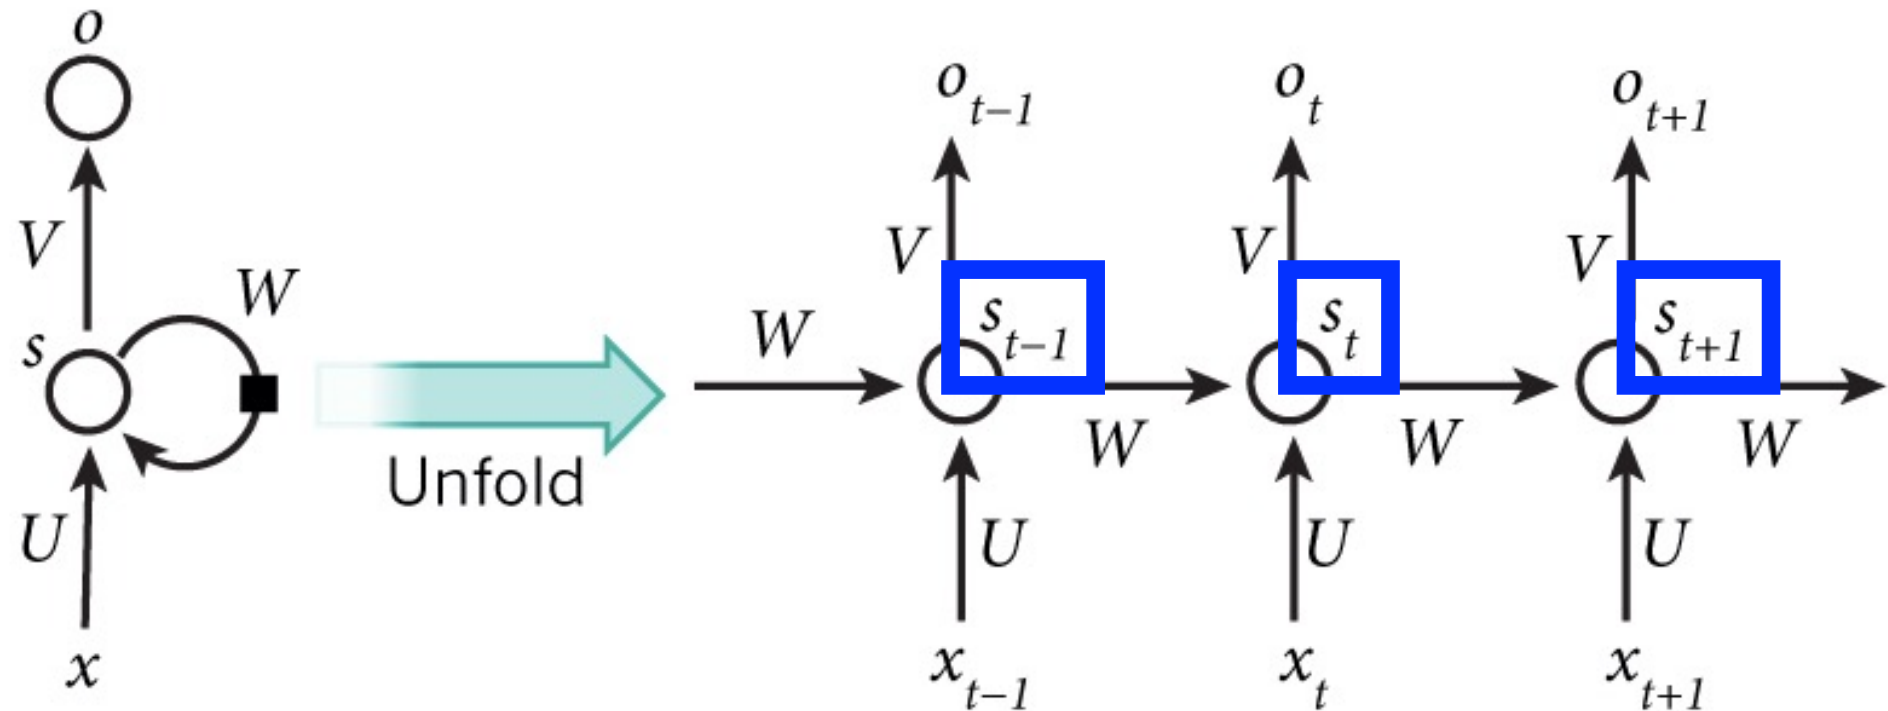 o
o t−1
o t
o t+1
V
V
V
V
W
s
W
s t−1
s t
s t+1
Unfold
W
W
W
U
U
U
U
x
x t−1
x t
x t+1